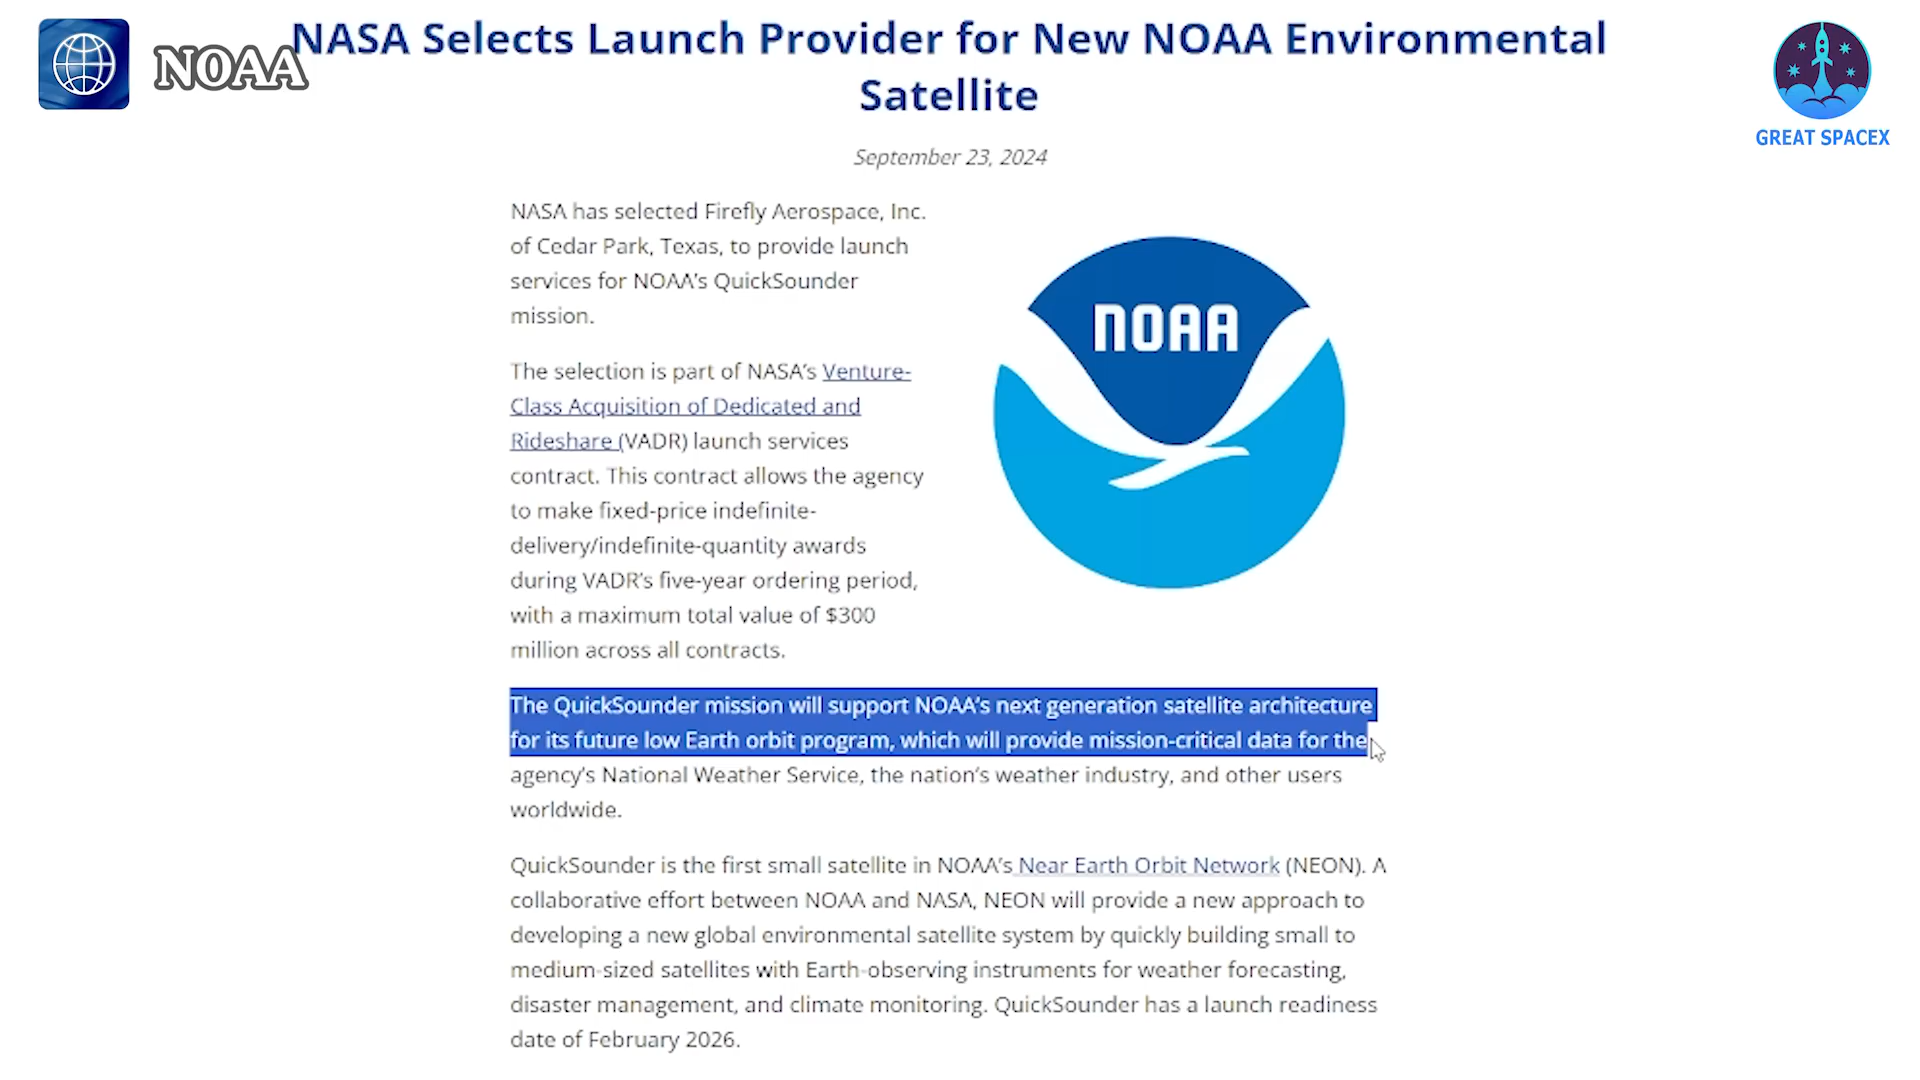 NOAA
NASA Selects Launch Provider for New NOAA Environmental
Satellite
GREAT SPACEX
September 23, 2024
NASA has selected Firefly Aerospace, Inc.
of Cedar Park, Texas, to provide launch
services for NOAA's QuickSounder
mission.
NOAA
The selection is part of NASA's Venture-
Class Acquisition of Dedicated and
Rideshare (VADR) launch services
contract. This contract allows the agency
to make fixed-price indefinite-
delivery/indefinite-quantity awards
during VADR's five-year ordering period,
with a maximum total value of $300
million across all contracts.
The QuickSounder mission will support NOAA's next generation satellite architecture
for its future low Earth orbit program, which will provide mission-critical data for the
agency's National Weather Service, the nation's weather industry, and other users
worldwide.
QuickSounder is the first small satellite in NOAA's Near Earth Orbit Network (NEON). A
collaborative effort between NOAA and NASA, NEON will provide a new approach to
developing a new global environmental satellite system by quickly building small to
medium-sized satellites with Earth-observing instruments for weather forecasting,
disaster management, and climate monitoring. QuickSounder has a launch readiness
date of February 2026.